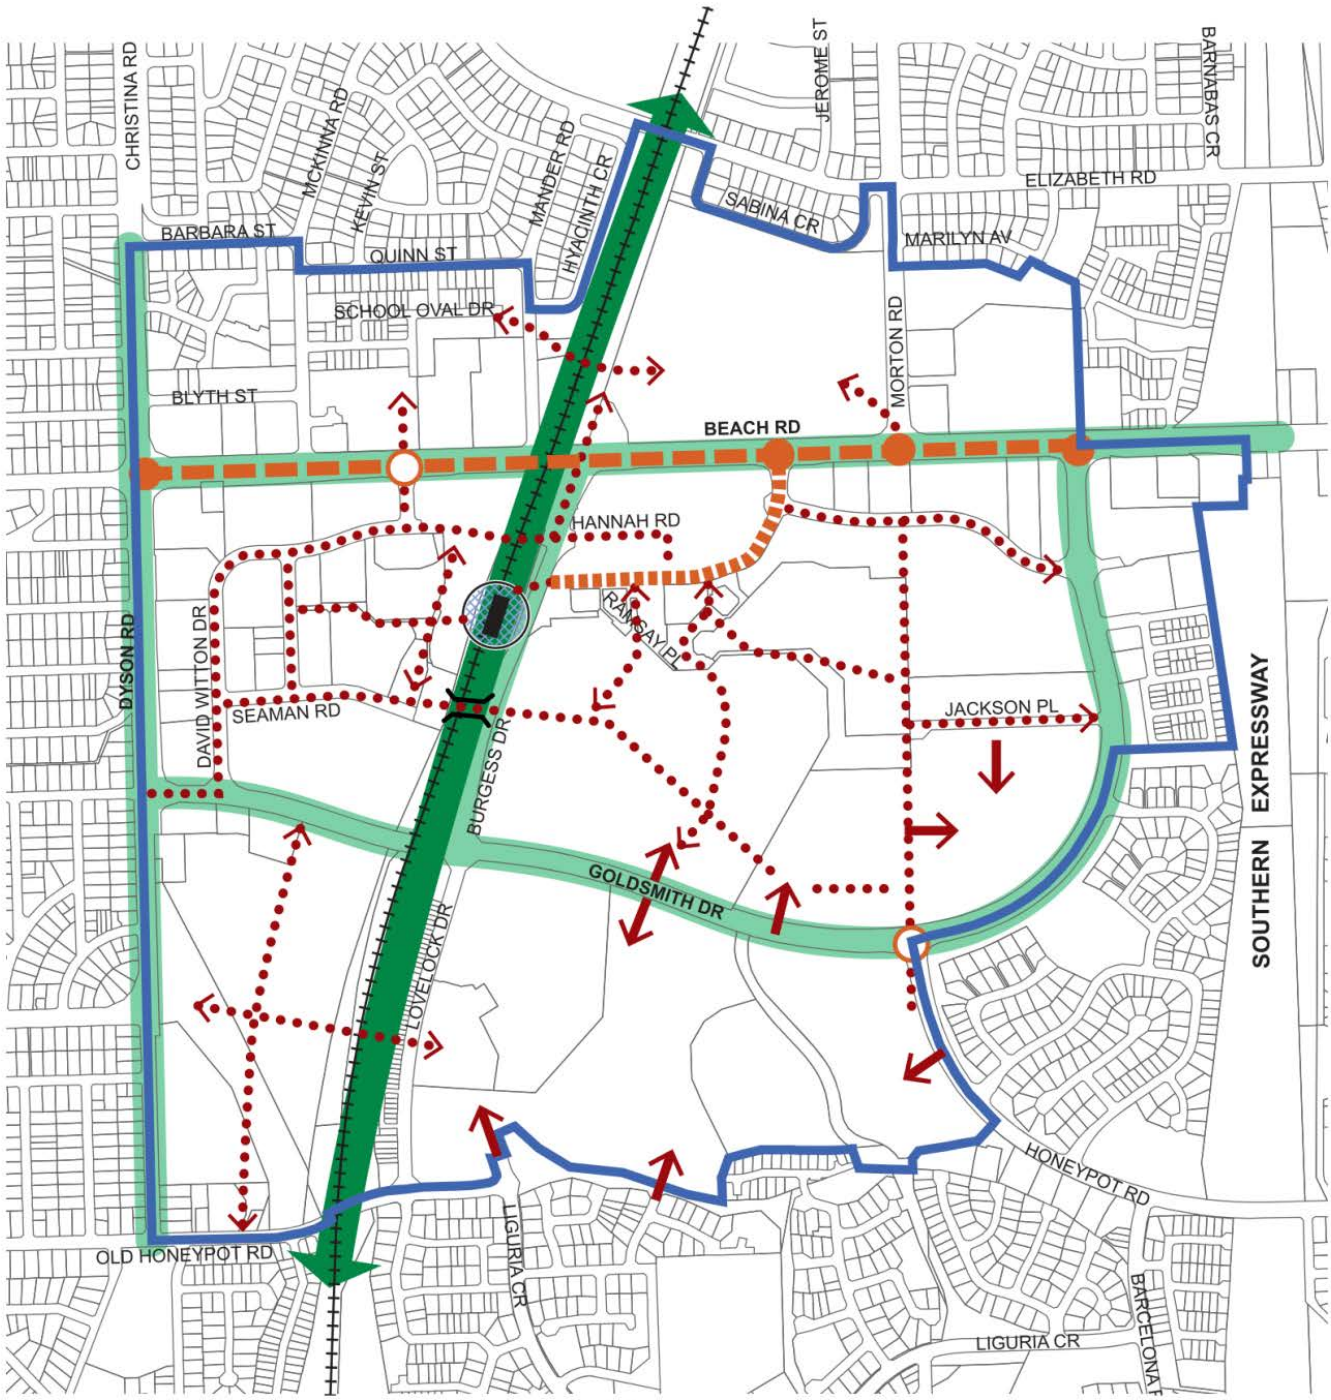 CHRISTINA RD
MCKINNA RD
KEVIN ST
MANDER RD
HYACINTH CR
JEROME ST
BARNABAS CR
ELIZABETH RD
SABINA CR
MARILYN AV
BARBARA ST
QUINN ST
SCHOOL OVAL DR
MORTON RD
BLYTH ST
BEACH RD
HANNAH RD
RAMSAY PL
DYSON RD
DAVID WITTON DR
SEAMAN RD
BURGESS DR
JACKSON PL
SOUTHERN EXPRESSWAY
GOLDSMITH DR
LOVELOCK DR
HONEYPOT RD
OLD HONEYPOT RD
LIGURIA CR
BARCELONA
LIGURIA CR